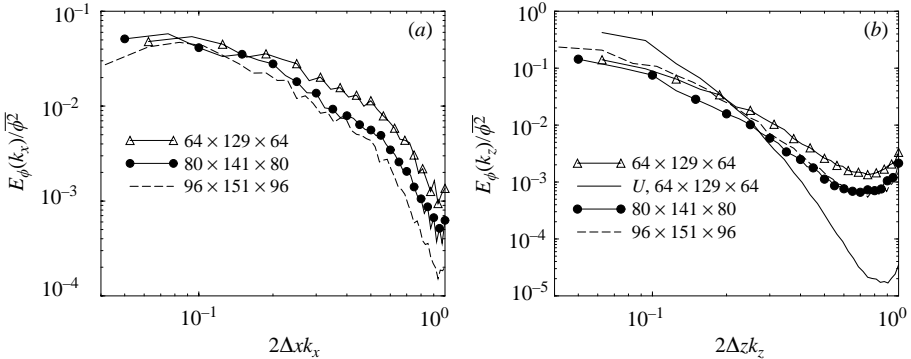 (a)
E_ϕ(k_x)/\overline{ϕ^2}
10^{-1}
10^{-2}
10^{-3}
10^{-4}
64 × 129 × 64
80 × 141 × 80
96 × 151 × 96
10^{-1}
10^0
2Δxk_x
(b)
E_ϕ(k_z)/\overline{ϕ^2}
10^0
10^{-1}
10^{-2}
10^{-3}
10^{-4}
10^{-5}
64 × 129 × 64
U, 64 × 129 × 64
80 × 141 × 80
96 × 151 × 96
10^{-1}
10^0
2Δzk_z